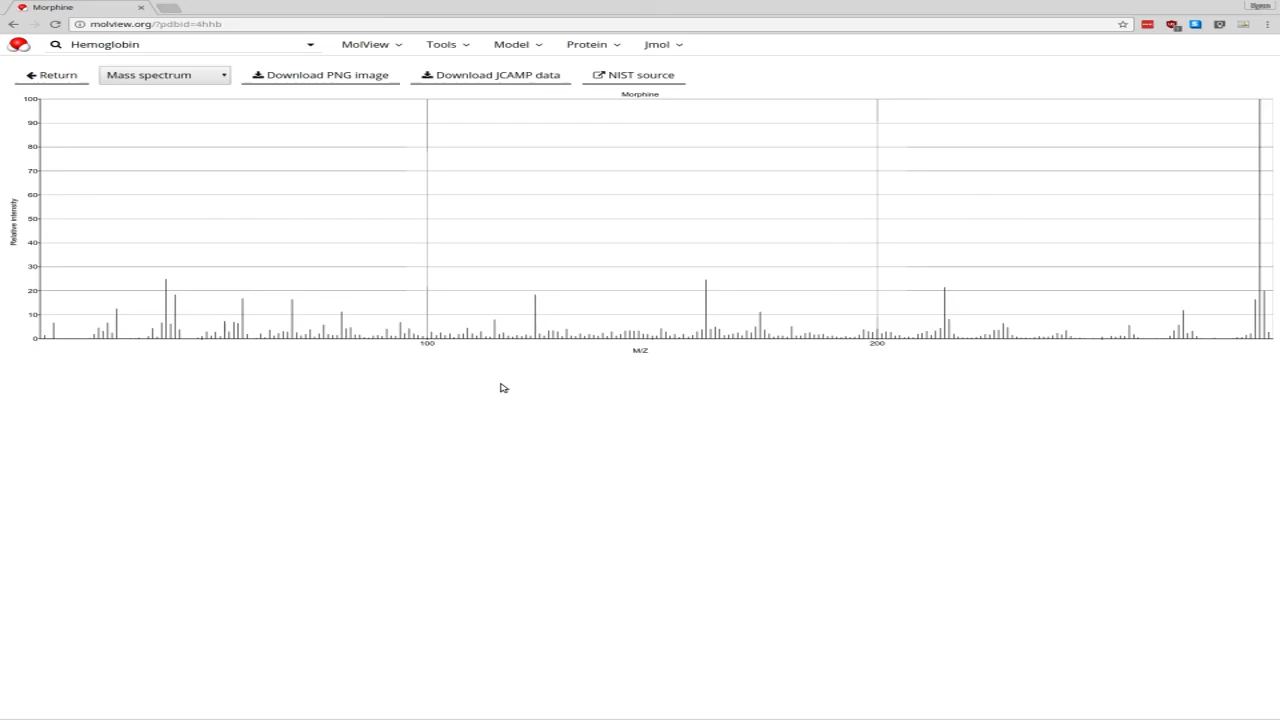 Morphine
molview.org/?pdbid=4hhb
Hemoglobin
MolView
Tools
Model
Protein
Jmol
Return
Mass spectrum
Download PNG image
Download JCAMP data
NIST source
Morphine
100
90
80
70
60
50
40
30
20
10
0
Relative Intensity
100
200
M/Z